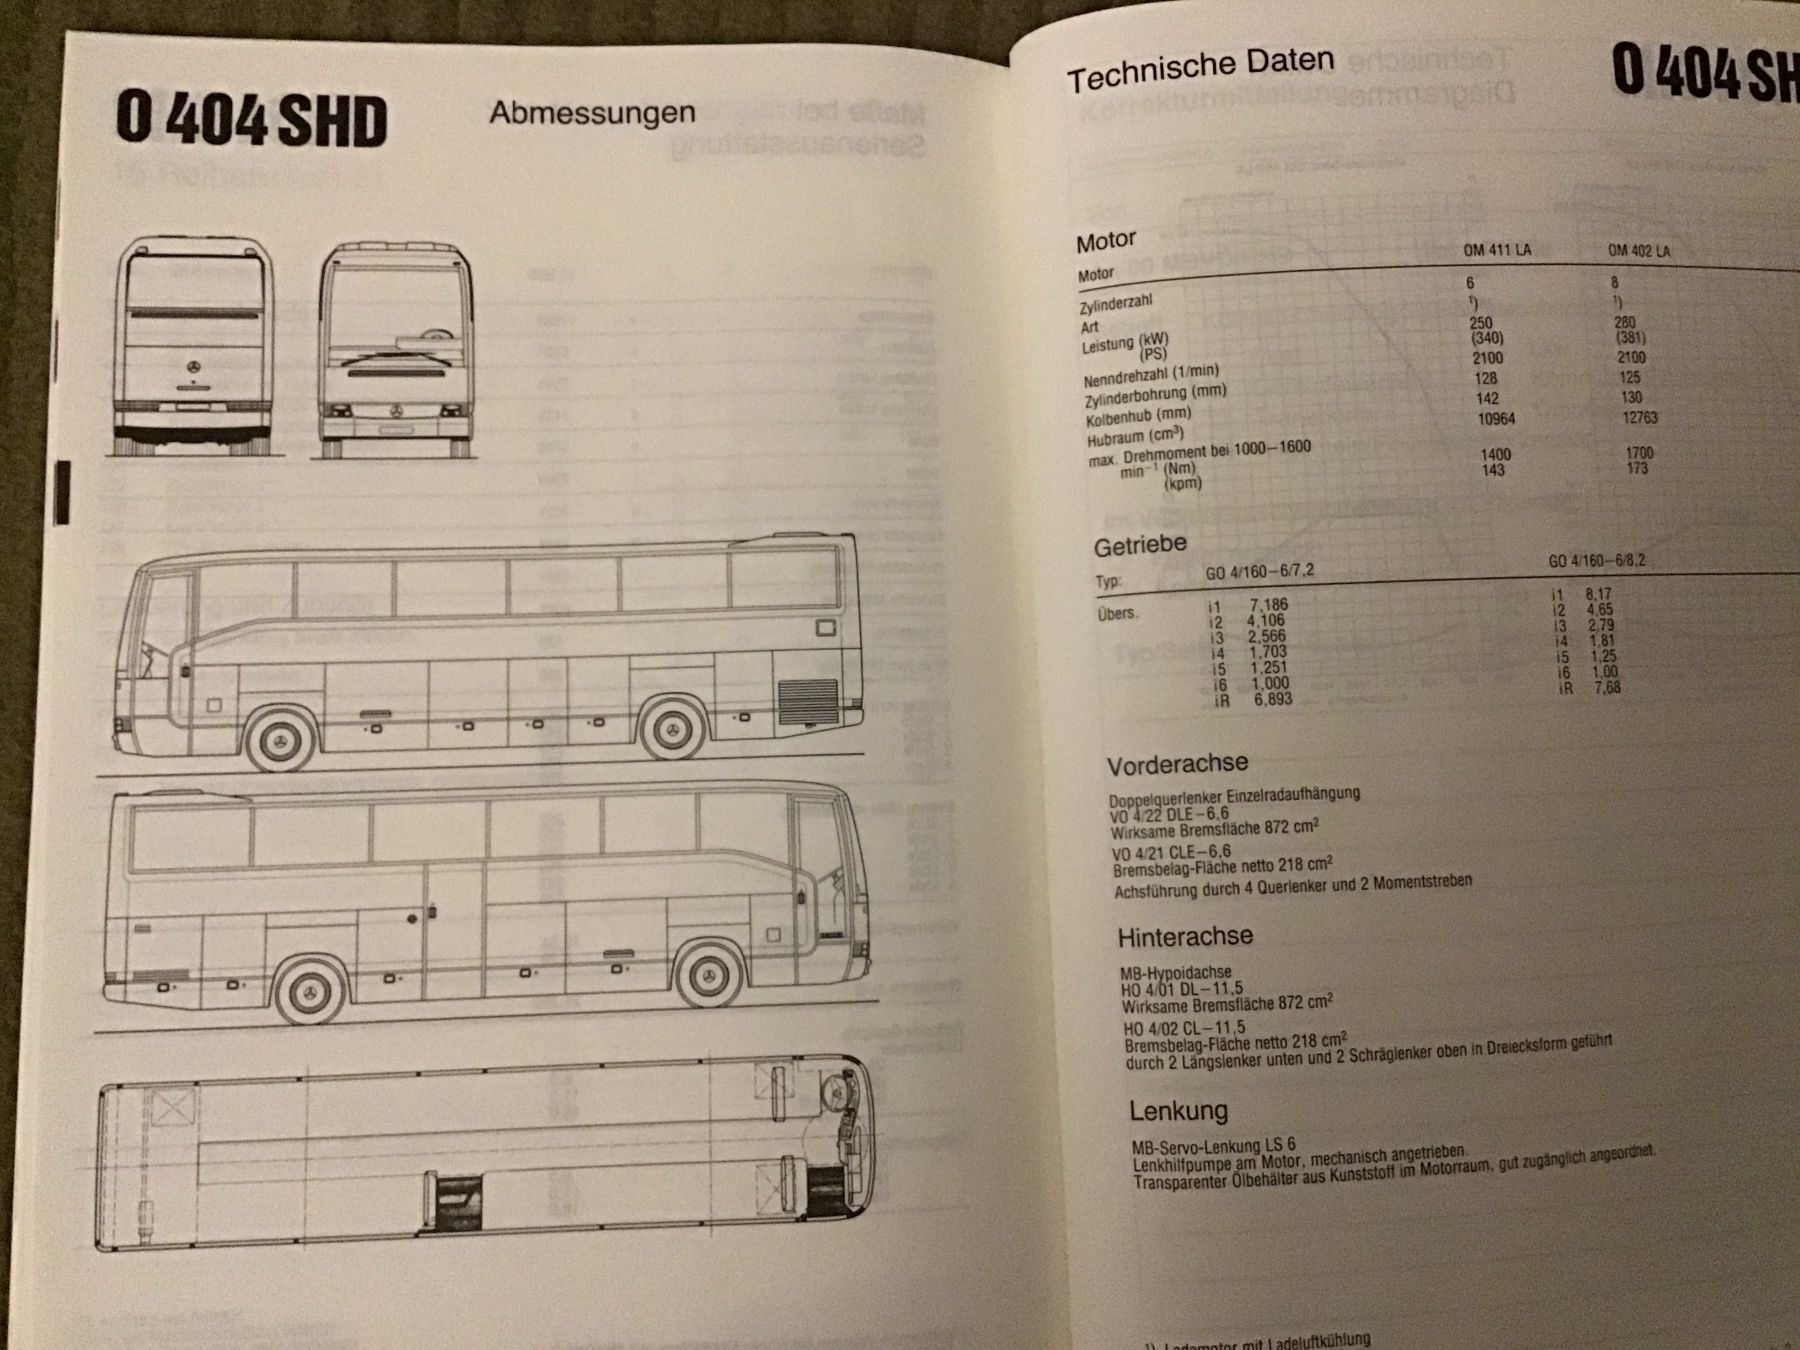 O 404 SHD
Abmessungen
Technische Daten
O 404 SH
Motor
Motor OM 411 LA OM 402 LA
Zylinderzahl 6 8
Art ¹) ¹)
Leistung (kW) 250 280
(PS) (340) (381)
Nenndrehzahl (1/min) 2100 2100
Zylinderbohrung (mm) 128 125
Kolbenhub (mm) 142 130
Hubraum (cm³) 10964 12763
max. Drehmoment bei 1000–1600
min⁻¹ (Nm) 1400 1700
(kpm) 143 173
Getriebe
Typ: GO 4/160–6/7,2 GO 4/160–6/8,2
Übers. i1 7,186 i1 8,17
i2 4,106 i2 4,65
i3 2,566 i3 2,79
i4 1,703 i4 1,81
i5 1,251 i5 1,25
i6 1,000 i6 1,00
iR 6,893 iR 7,68
Vorderachse
Doppelquerlenker Einzelradaufhängung
VO 4/22 DLE–6,6
Wirksame Bremsfläche 872 cm²
VO 4/21 CLE–6,6
Bremsbelag-Fläche netto 218 cm²
Achsführung durch 4 Querlenker und 2 Momentstreben
Hinterachse
MB-Hypoidachse
HO 4/01 DL–11,5
Wirksame Bremsfläche 872 cm²
HO 4/02 CL–11,5
Bremsbelag-Fläche netto 218 cm²
durch 2 Längslenker unten und 2 Schräglenker oben in Dreiecksform geführt
Lenkung
MB-Servo-Lenkung LS 6
Lenkhilfpumpe am Motor, mechanisch angetrieben.
Transparenter Ölbehälter aus Kunststoff im Motorraum, gut zugänglich angeordnet.
¹) Lademotor mit Ladeluftkühlung